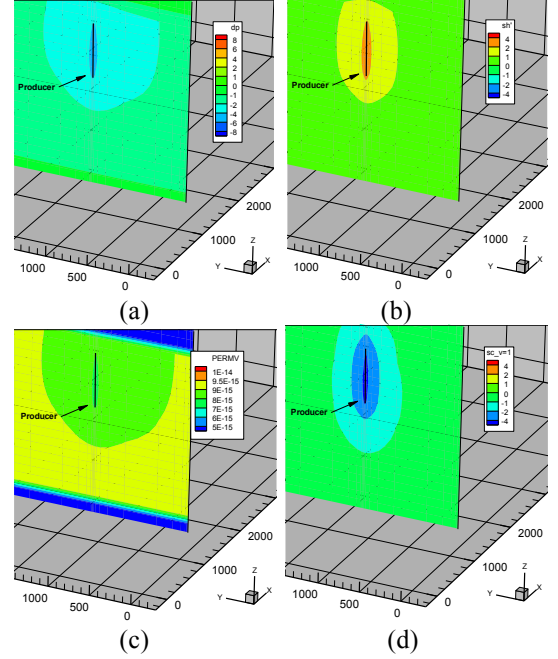 dp
8
6
4
2
1
0
-1
-2
-4
-6
-8
Producer
2000
1000
0
1000
500
0
Z
Y
X
(a)
sh'
4
2
1
0
-1
-2
-4
Producer
2000
1000
0
1000
500
0
Z
Y
X
(b)
PERMV
1E-14
9.5E-15
9E-15
8E-15
7E-15
6E-15
5E-15
Producer
2000
1000
0
1000
500
0
Z
Y
X
(c)
sc_v=1
4
2
1
0
-1
-2
-4
Producer
2000
1000
0
1000
500
0
Z
Y
X
(d)